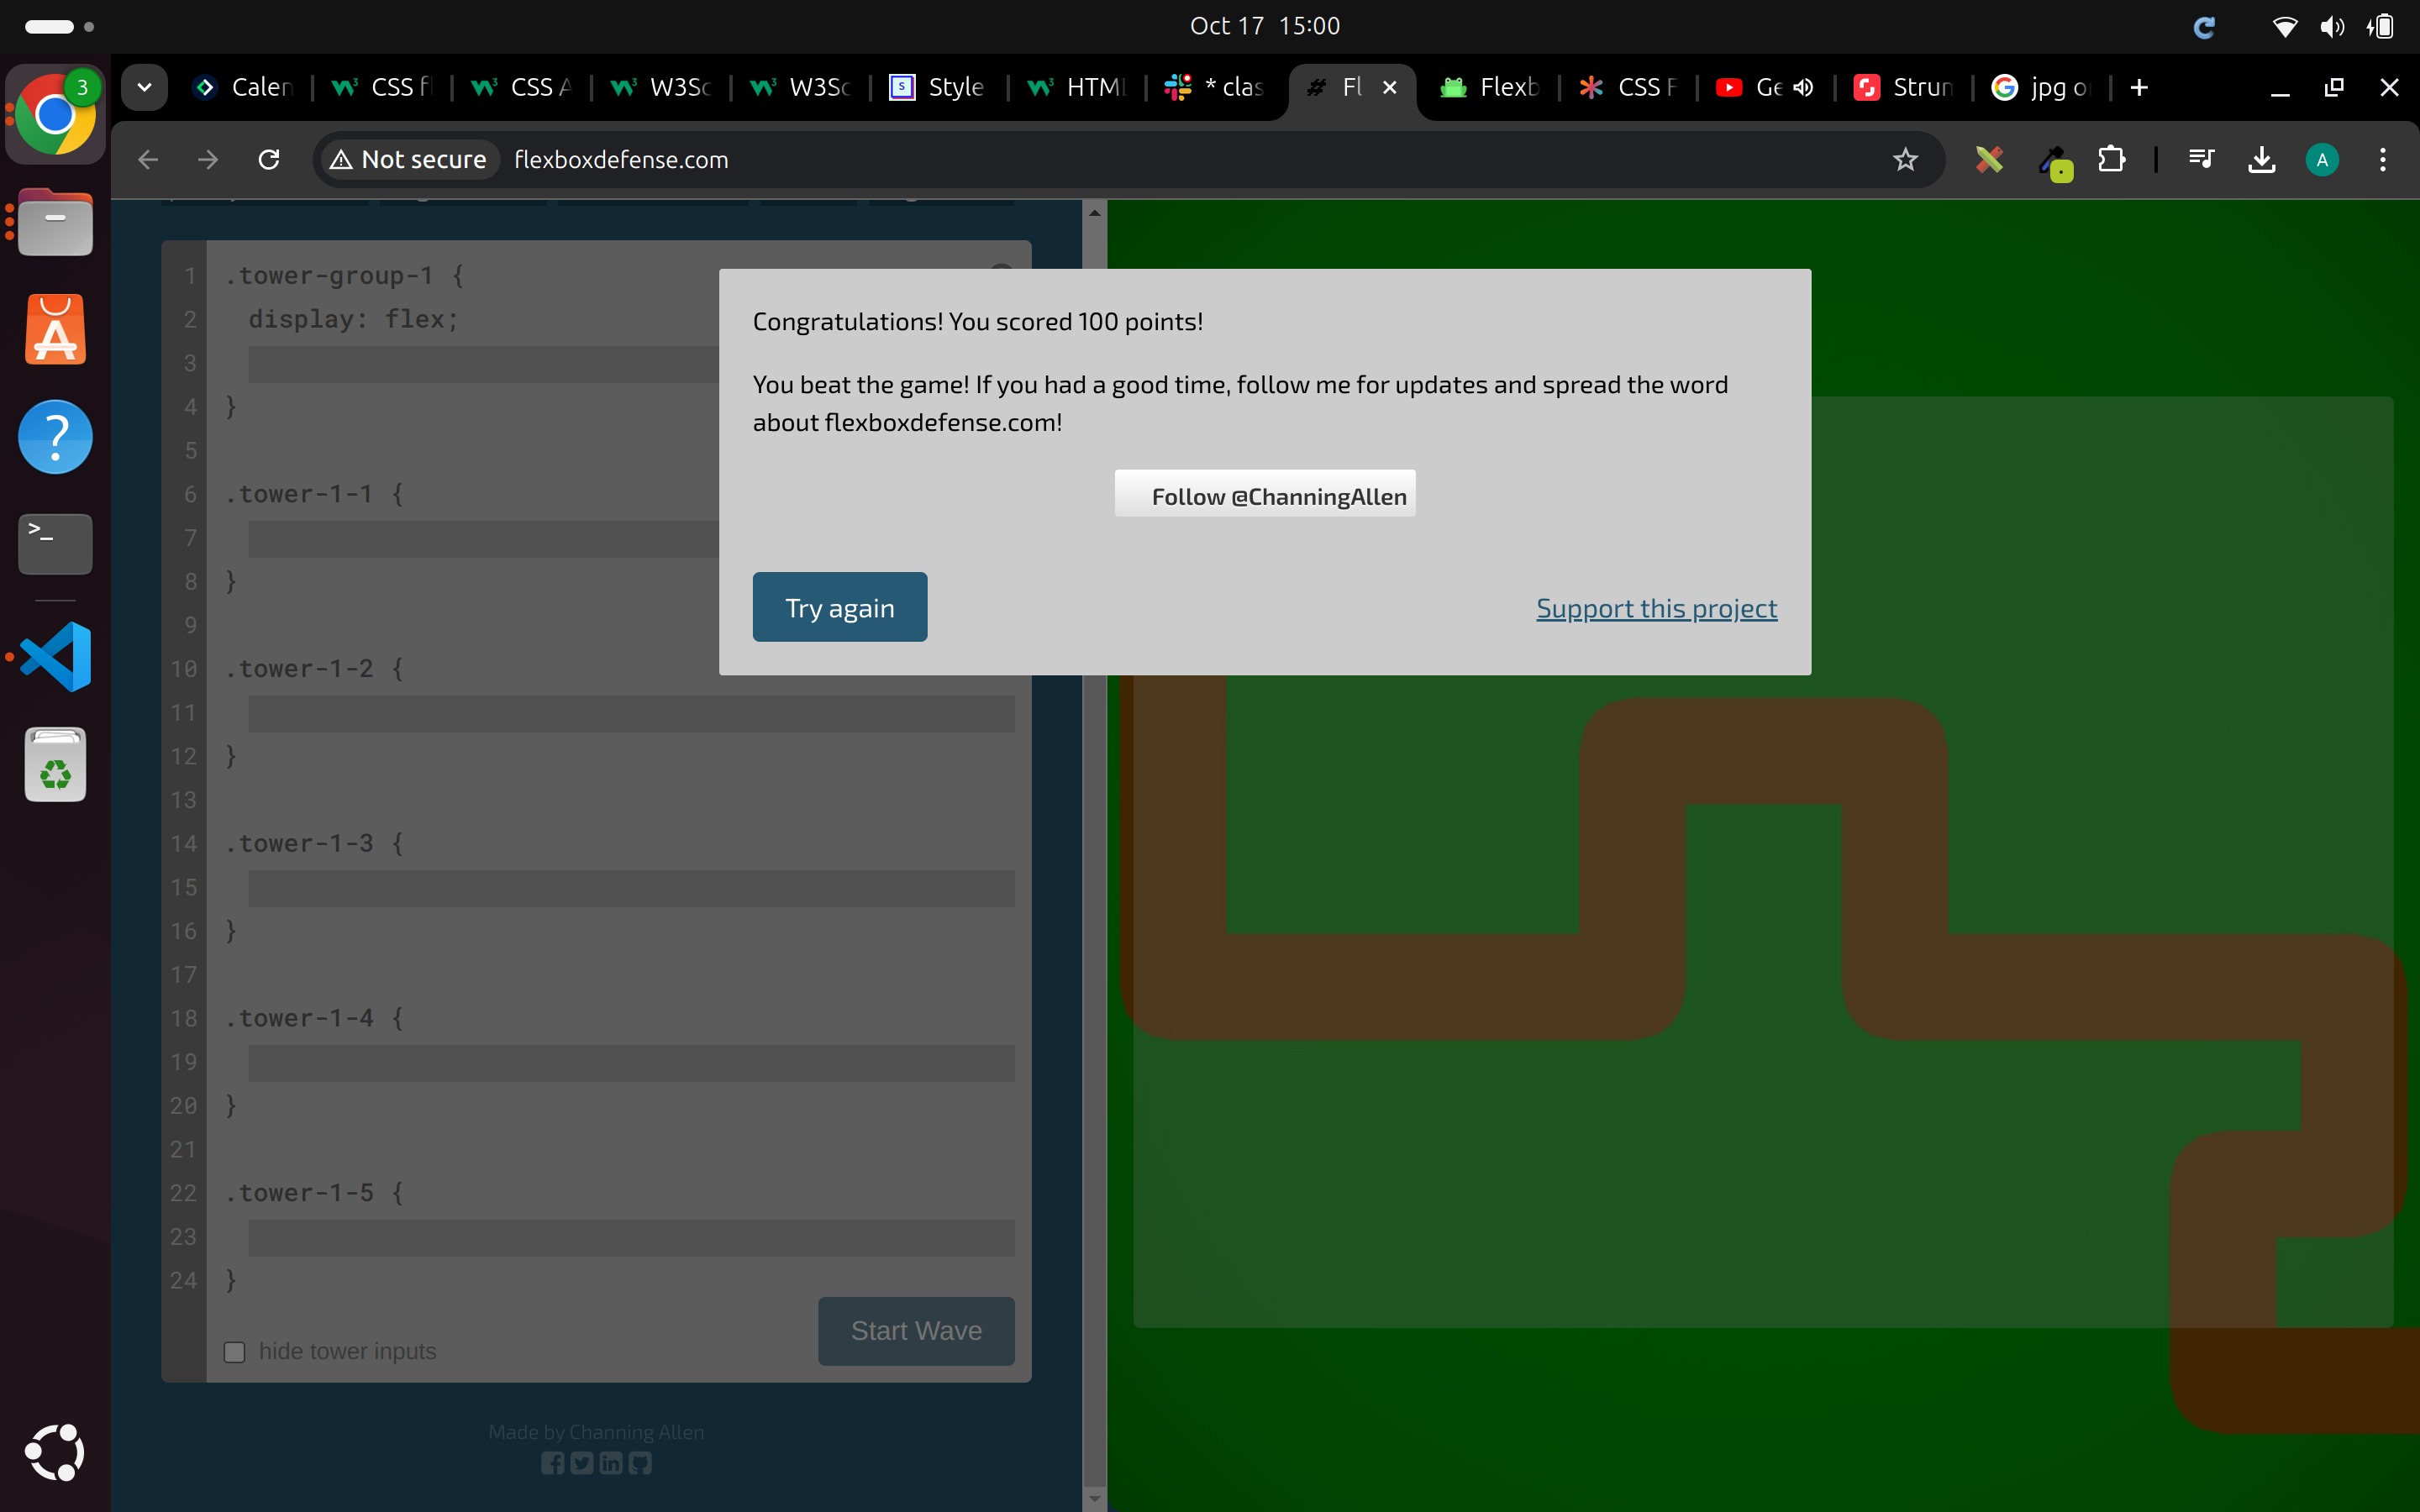 Oct 17 15:00
3
Calen
CSS fl
CSS A
W3Sc
W3Sc
Style
HTML
* clas
Fl
Flexb
CSS F
Ge
Strum
jpg o
Not secure
flexboxdefense.com
A
1 .tower-group-1 {
2 display: flex;
3
4 }
5
6 .tower-1-1 {
7
8 }
9
10 .tower-1-2 {
11
12 }
13
14 .tower-1-3 {
15
16 }
17
18 .tower-1-4 {
19
20 }
21
22 .tower-1-5 {
23
24 }
hide tower inputs
Start Wave
Made by Channing Allen
Congratulations! You scored 100 points!
You beat the game! If you had a good time, follow me for updates and spread the word
about flexboxdefense.com!
Follow @ChanningAllen
Try again
Support this project